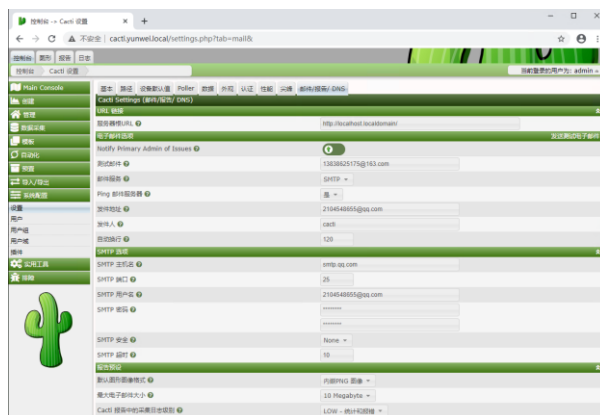 控制台 -> Cacti 设置
不安全 | cacti.yunwei.local/settings.php?tab=mail&
控制台 图形 报告 日志
控制台 Cacti 设置 当前登录的用户为: admin
Main Console
创建
管理
数据采集
模板
自动化
预置
导入/导出
系统配置
设置
用户
用户组
用户域
插件
实用工具
排障
基本 路径 设备默认值 Poller 数据 外观 认证 性能 尖峰 邮件/报告/ DNS
Cacti Settings (邮件/报告/ DNS)
URL 链接
服务器根URL http://localhost.localdomain/
电子邮件选项 发送测试电子邮件
Notify Primary Admin of Issues
测试邮件 13838625175@163.com
邮件服务 SMTP
Ping 邮件服务器 是
发件地址 2104548655@qq.com
发件人 cacti
自动换行 120
SMTP 选项
SMTP 主机名 smtp.qq.com
SMTP 端口 25
SMTP 用户名 2104548655@qq.com
SMTP 密码 ********
********
SMTP 安全 None
SMTP 超时 10
报告预设
默认图形图像格式 内嵌PNG 图像
最大电子邮件大小 10 Megabyte
Cacti 报告中的采集日志级别 LOW - 统计和错误